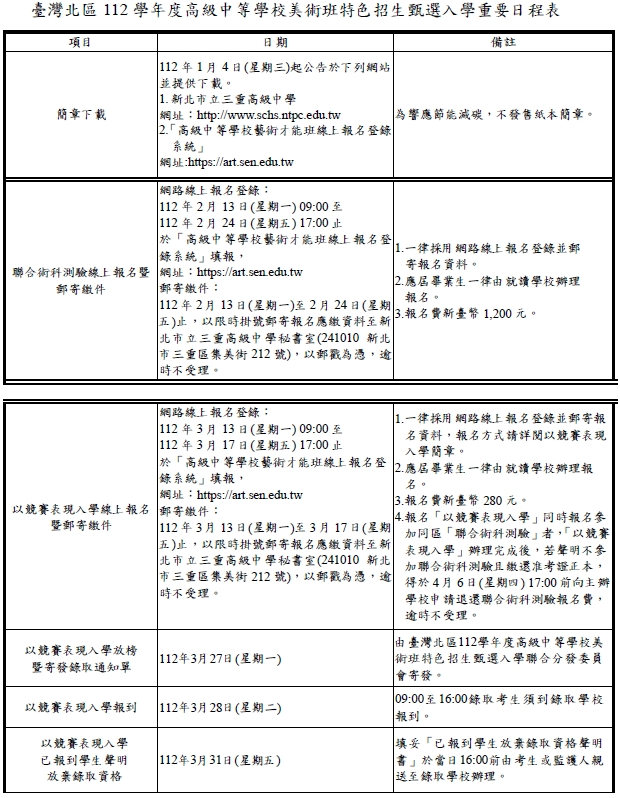 臺灣北區 112 學年度高級中等學校美術班特色招生甄選入學重要日程表
項目
日期
備註
簡章下載
112 年 1 月 4 日(星期三)起公告於下列網站
並提供下載。
1. 新北市立三重高級中學
網址：http://www.schs.ntpc.edu.tw
2.「高級中等學校藝術才能班線上報名登錄
系統」
網址:https://art.sen.edu.tw
為響應節能減碳，不發售紙本簡章。
聯合術科測驗線上報名暨
郵寄繳件
網路線上報名登錄：
112 年 2 月 13 日(星期一) 09:00 至
112 年 2 月 24 日(星期五) 17:00 止
於「高級中等學校藝術才能班線上報名登
錄系統」填報，
網址：https://art.sen.edu.tw
郵寄繳件：
112 年 2 月 13(星期一)至 2 月 24 日(星期
五)止，以限時掛號郵寄報名應繳資料至新
北市立三重高級中學秘書室(241010 新北
市三重區集美街 212 號)，以郵戳為憑，逾
時不受理。
1.一律採用網路線上報名登錄並郵
寄報名資料。
2.應屆畢業生一律由就讀學校辦理
報名。
3.報名費新臺幣 1,200 元。
以競賽表現入學線上報名
暨郵寄繳件
網路線上報名登錄：
112 年 3 月 13 日(星期一) 09:00 至
112 年 3 月 17 日(星期五) 17:00 止
於「高級中等學校藝術才能班線上報名登
錄系統」填報，
網址：https://art.sen.edu.tw
郵寄繳件：
112 年 3 月 13(星期一)至 3 月 17 日(星期
五)止，以限時掛號郵寄報名應繳資料至新
北市立三重高級中學秘書室(241010 新北
市三重區集美街 212 號)，以郵戳為憑，逾
時不受理。
1.一律採用網路線上報名登錄並郵寄報
名資料，報名方式請詳閱以競賽表現
入學簡章。
2.應屆畢業生一律由就讀學校辦理報
名。
3.報名費新臺幣 280 元。
4.報名「以競賽表現入學」同時報名參
加同區「聯合術科測驗」者，「以競賽
表現入學」辦理完成後，若聲明不參
加聯合術科測驗且繳還准考證正本，
得於 4 月 6 日(星期四) 17:00 前向主辦
學校申請退還聯合術科測驗報名費，
逾時不受理。
以競賽表現入學放榜
暨寄發錄取通知單
112年3月27日(星期一)
由臺灣北區112學年度高級中等學校美
術班特色招生甄選入學聯合分發委員
會寄發。
以競賽表現入學報到
112年3月28日(星期二)
09:00至16:00錄取考生須到錄取學校
報到。
以競賽表現入學
已報到學生聲明
放棄錄取資格
112年3月31日(星期五)
填妥「已報到學生放棄錄取資格聲明
書」於當日16:00前由考生或監護人親
送至錄取學校辦理。